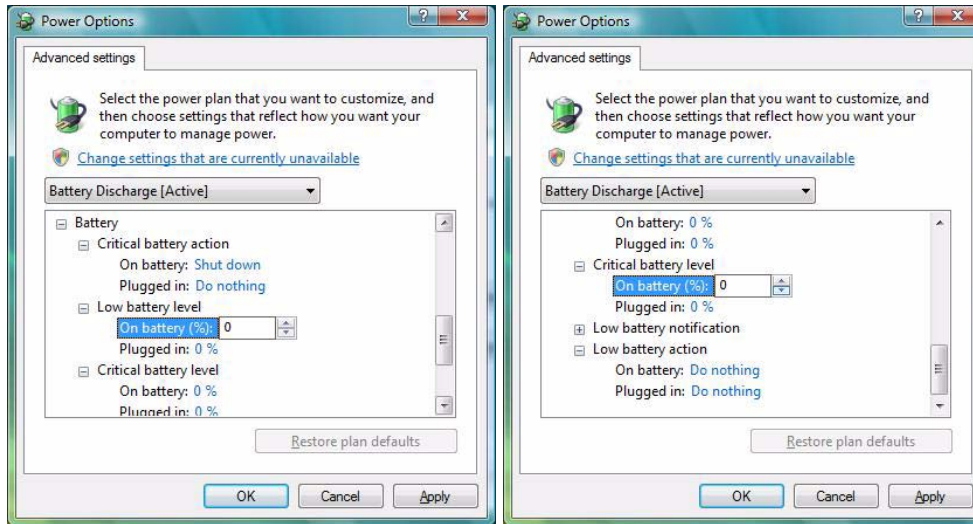 Power Options
Advanced settings
Select the power plan that you want to customize, and
then choose settings that reflect how you want your
computer to manage power.
Change settings that are currently unavailable
Battery Discharge [Active]
Battery
Critical battery action
On battery: Shut down
Plugged in: Do nothing
Low battery level
On battery (%): 0
Plugged in: 0 %
Critical battery level
On battery: 0 %
Plugged in: 0 %
Restore plan defaults
OK Cancel Apply
Power Options
Advanced settings
Select the power plan that you want to customize, and
then choose settings that reflect how you want your
computer to manage power.
Change settings that are currently unavailable
Battery Discharge [Active]
On battery: 0 %
Plugged in: 0 %
Critical battery level
On battery (%): 0
Plugged in: 0 %
Low battery notification
Low battery action
On battery: Do nothing
Plugged in: Do nothing
Restore plan defaults
OK Cancel Apply